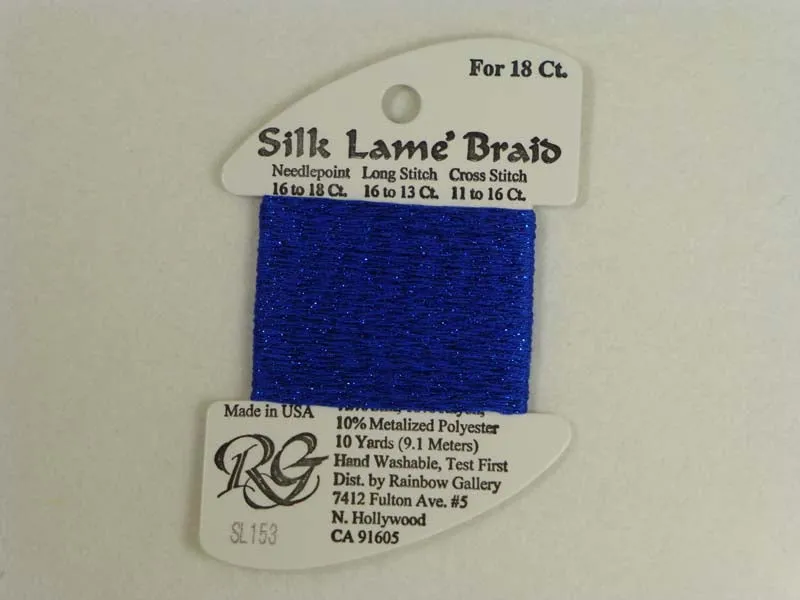 For 18 Ct.
Silk Lamé Braid
Needlepoint Long Stitch Cross Stitch
16 to 18 Ct. 16 to 13 Ct. 11 to 16 Ct.
Made in USA
10% Metalized Polyester
10 Yards (9.1 Meters)
Hand Washable, Test First
Dist. by Rainbow Gallery
7412 Fulton Ave. #5
N. Hollywood
CA 91605
RG
SL153